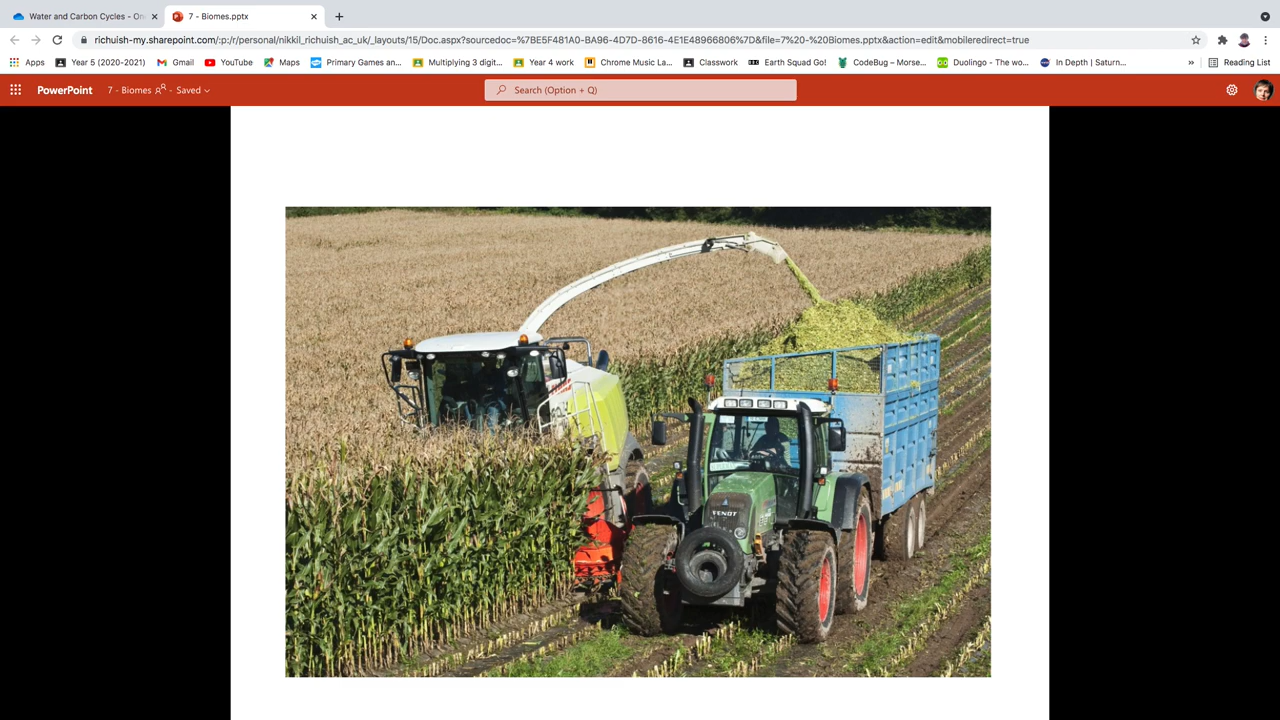 Water and Carbon Cycles - On
7 - Biomes.pptx
richuish-my.sharepoint.com/:p:/r/personal/nikkil_richuish_ac_uk/_layouts/15/Doc.aspx?sourcedoc=%7BE5F481A0-BA96-4D7D-8616-4E1E48966806%7D&file=7%20-%20Biomes.pptx&action=edit&mobileredirect=true
Apps Year 5 (2020-2021) Gmail YouTube Maps Primary Games an... Multiplying 3 digit... Year 4 work Chrome Music La... Classwork Earth Squad Go! CodeBug – Morse... Duolingo - The wo... In Depth | Saturn... » Reading List
PowerPoint 7 - Biomes - Saved Search (Option + Q)
FENDT